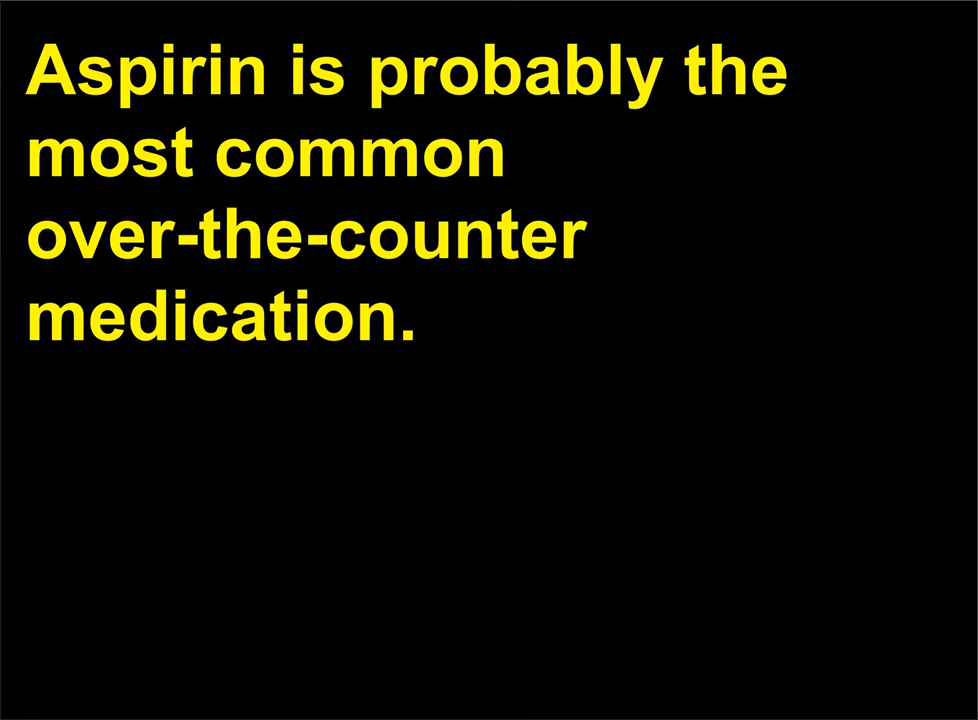 Aspirin is probably the
most common
over-the-counter
medication.